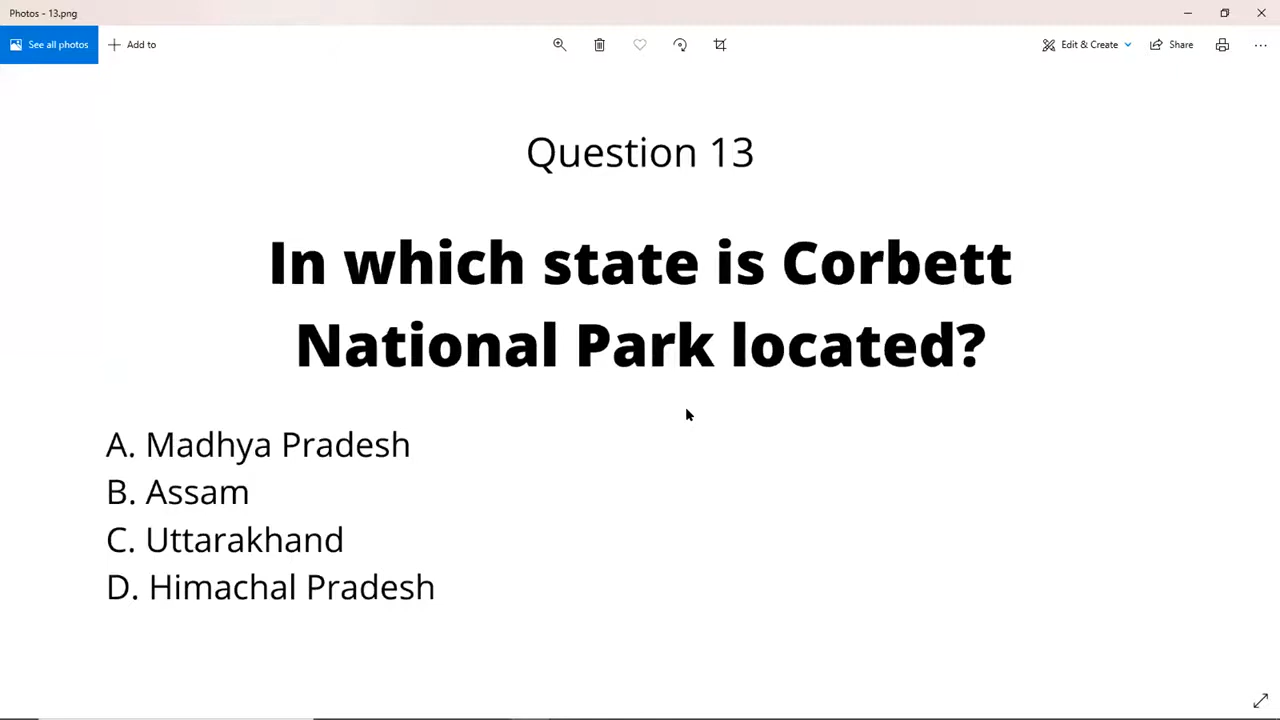 Photos - 13.png
See all photos
Add to
Edit & Create
Share
Question 13
In which state is Corbett
National Park located?
A. Madhya Pradesh
B. Assam
C. Uttarakhand
D. Himachal Pradesh